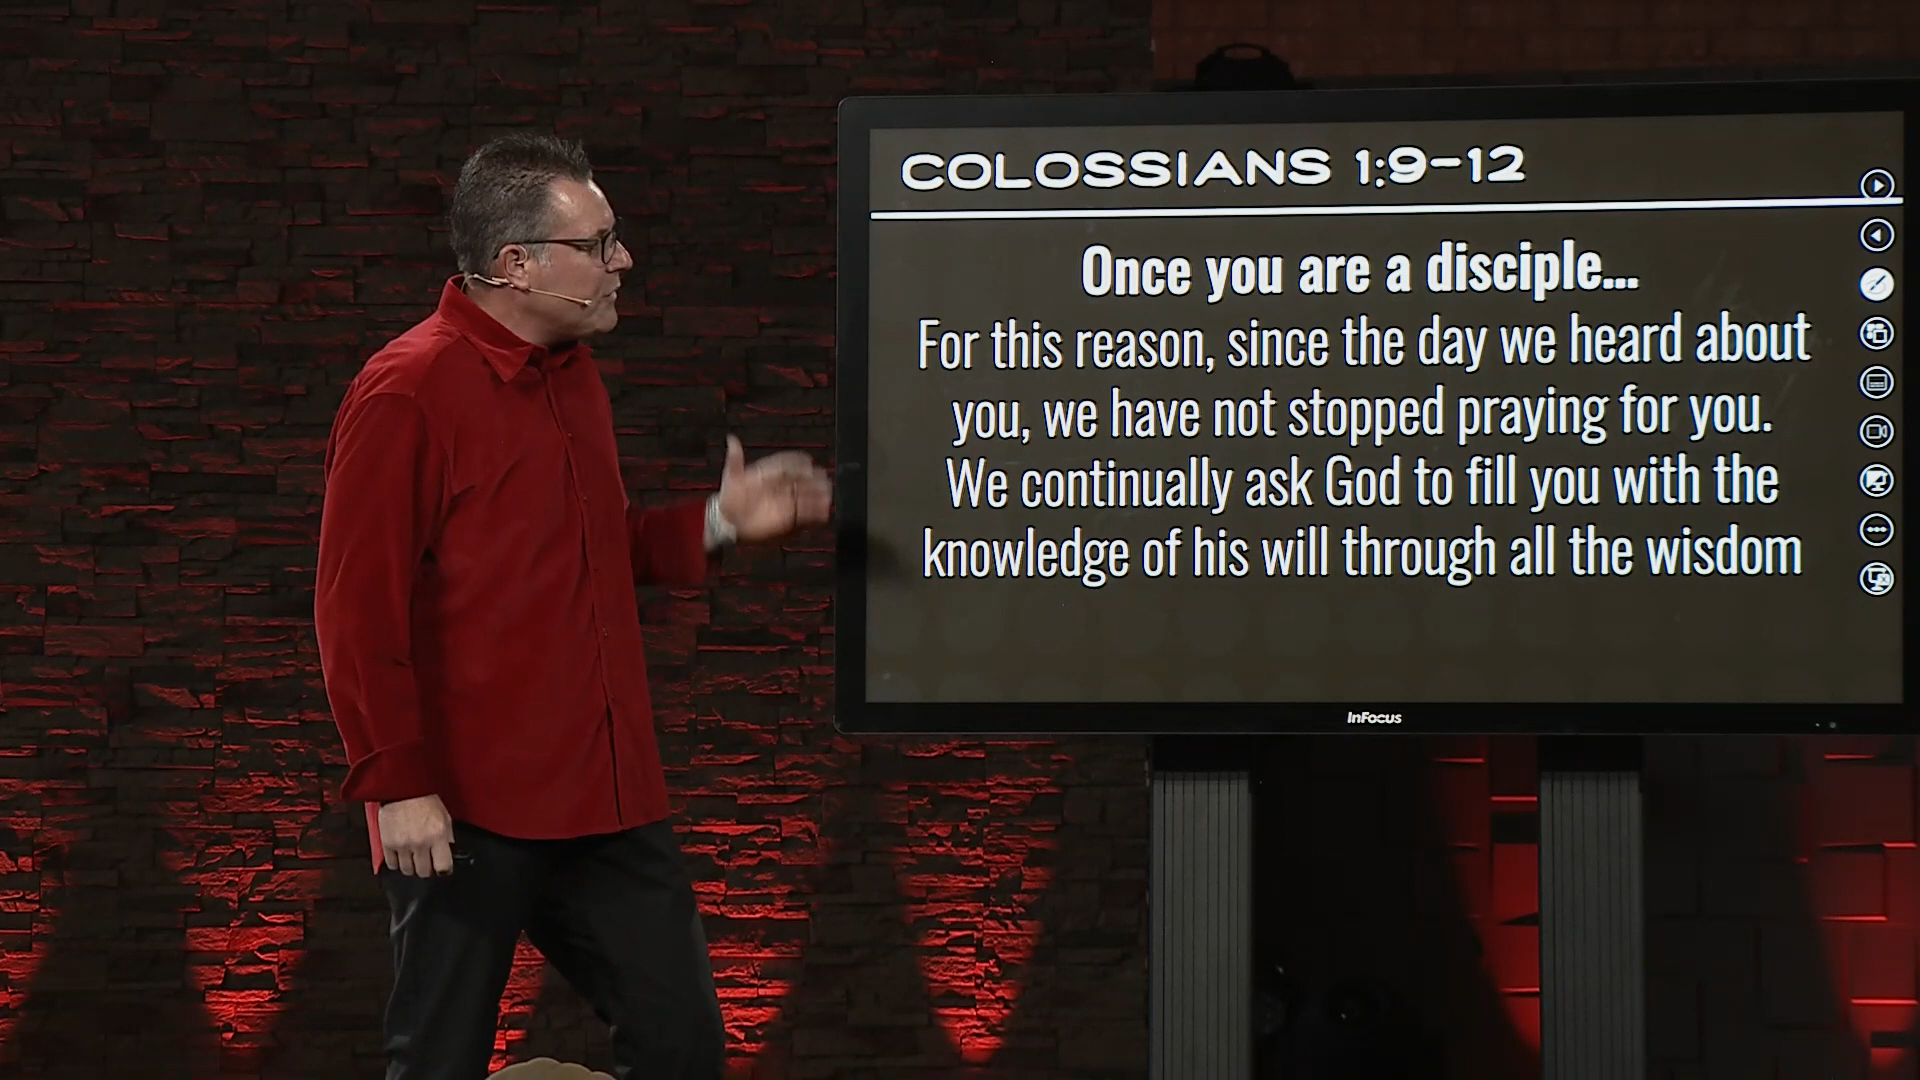 COLOSSIANS 1:9-12
Once you are a disciple...
For this reason, since the day we heard about
you, we have not stopped praying for you.
We continually ask God to fill you with the
knowledge of his will through all the wisdom
InFocus